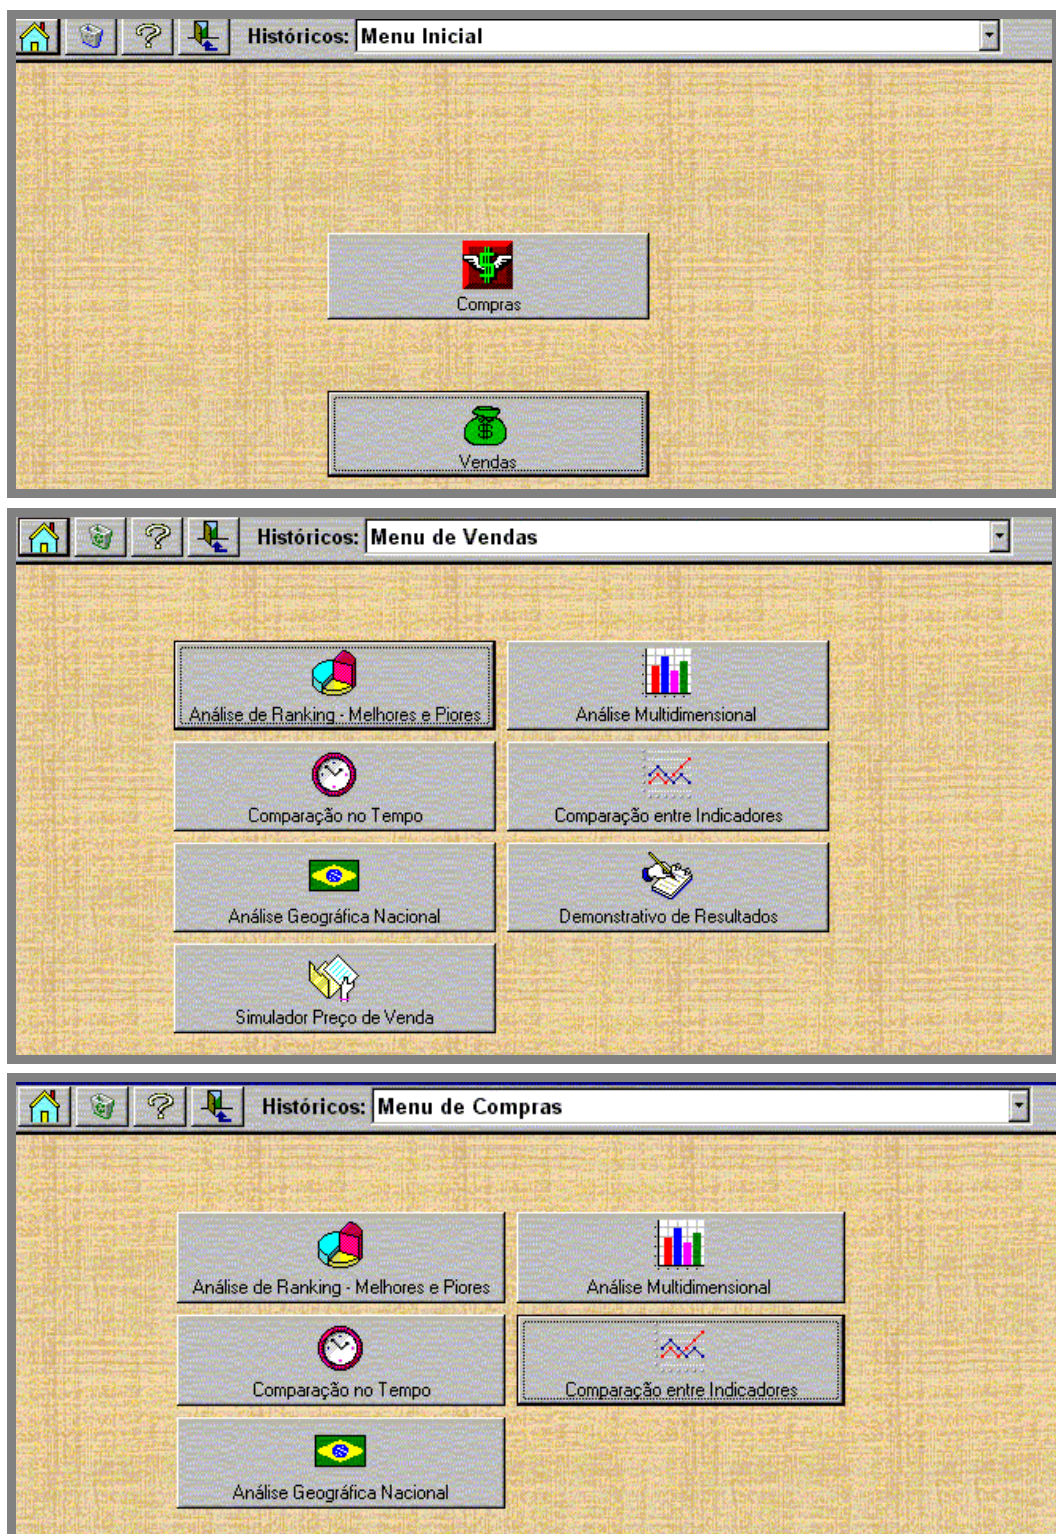 Históricos: Menu Inicial
Compras
Vendas
Históricos: Menu de Vendas
Análise de Ranking - Melhores e Piores
Análise Multidimensional
Comparação no Tempo
Comparação entre Indicadores
Análise Geográfica Nacional
Demonstrativo de Resultados
Simulador Preço de Venda
Históricos: Menu de Compras
Análise de Ranking - Melhores e Piores
Análise Multidimensional
Comparação no Tempo
Comparação entre Indicadores
Análise Geográfica Nacional